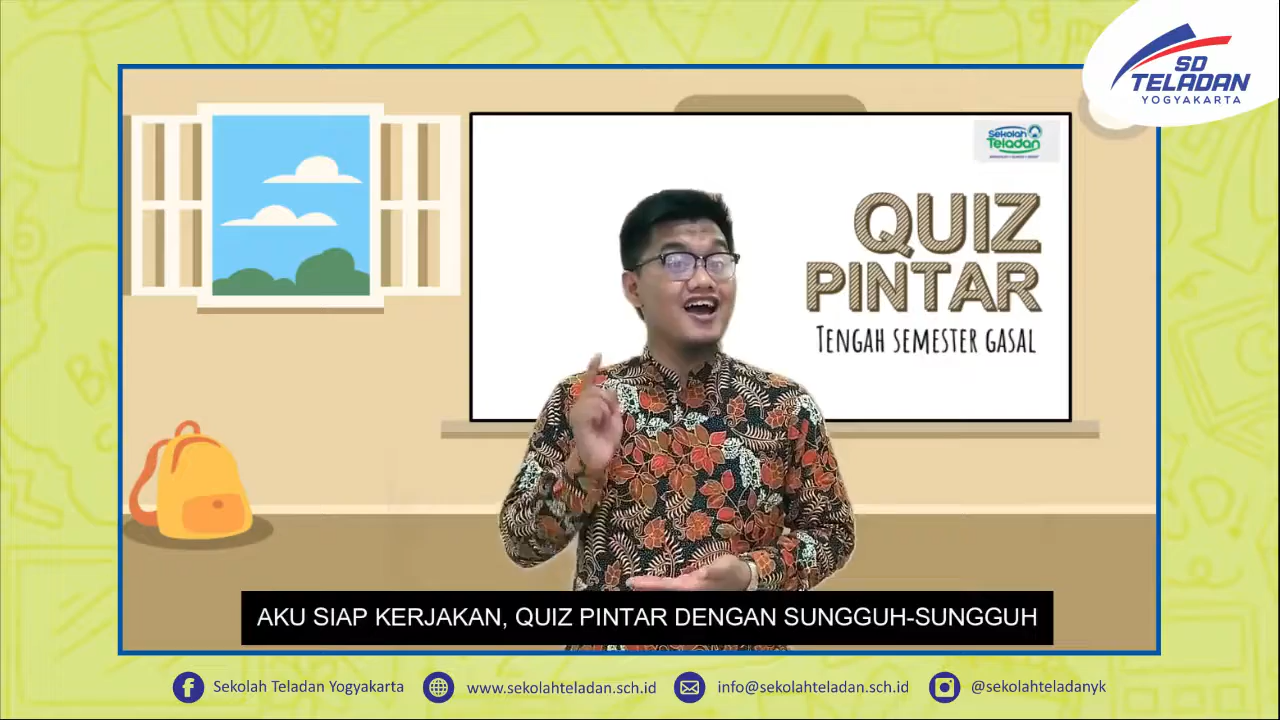 SD
TELADAN
YOGYAKARTA
Sekolah
Teladan
QUIZ
PINTAR
TENGAH SEMESTER GASAL
AKU SIAP KERJAKAN, QUIZ PINTAR DENGAN SUNGGUH-SUNGGUH
Sekolah Teladan Yogyakarta
www.sekolahteladan.sch.id
info@sekolahteladan.sch.id
@sekolahteladanyk